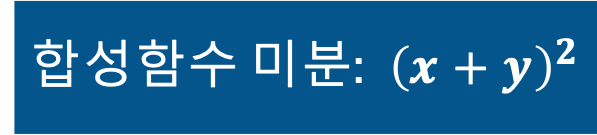 합성함수 미분: (x + y)²